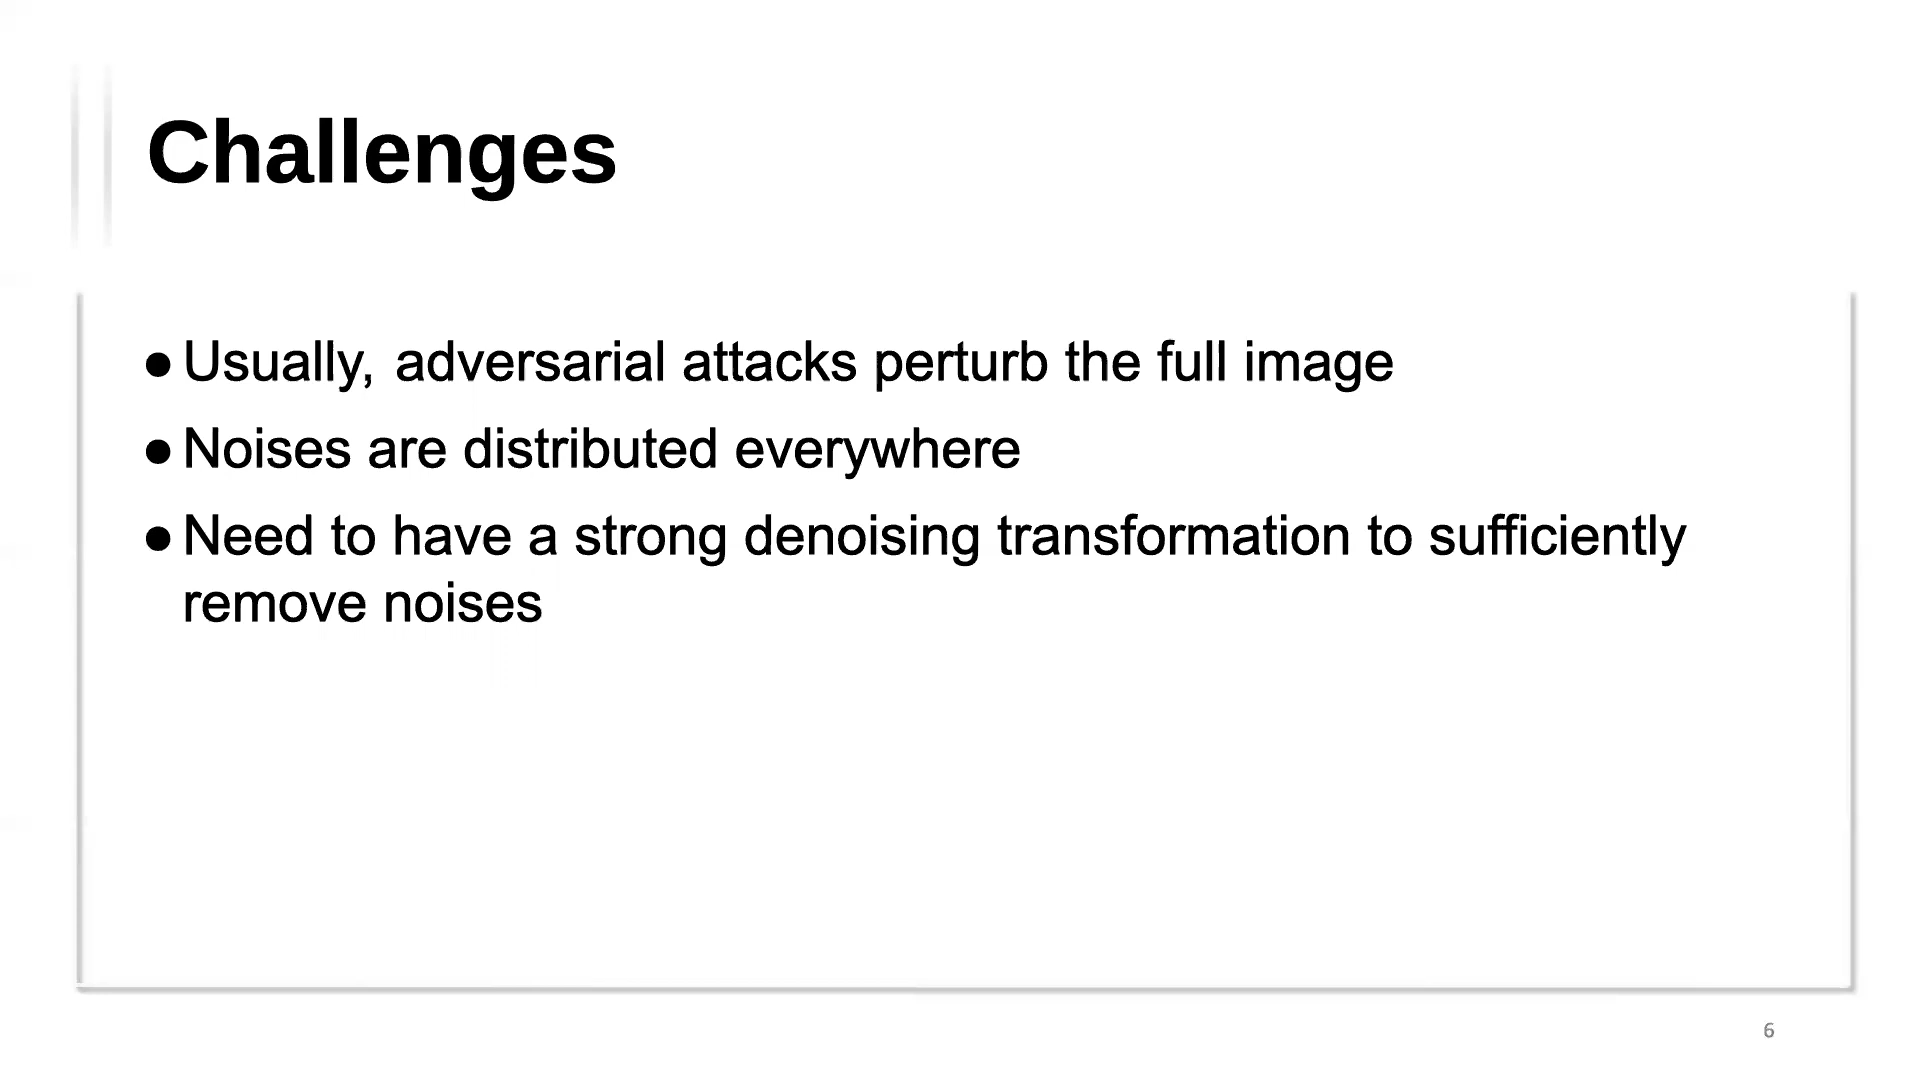 Challenges
● Usually, adversarial attacks perturb the full image
● Noises are distributed everywhere
● Need to have a strong denoising transformation to sufficiently
remove noises
6